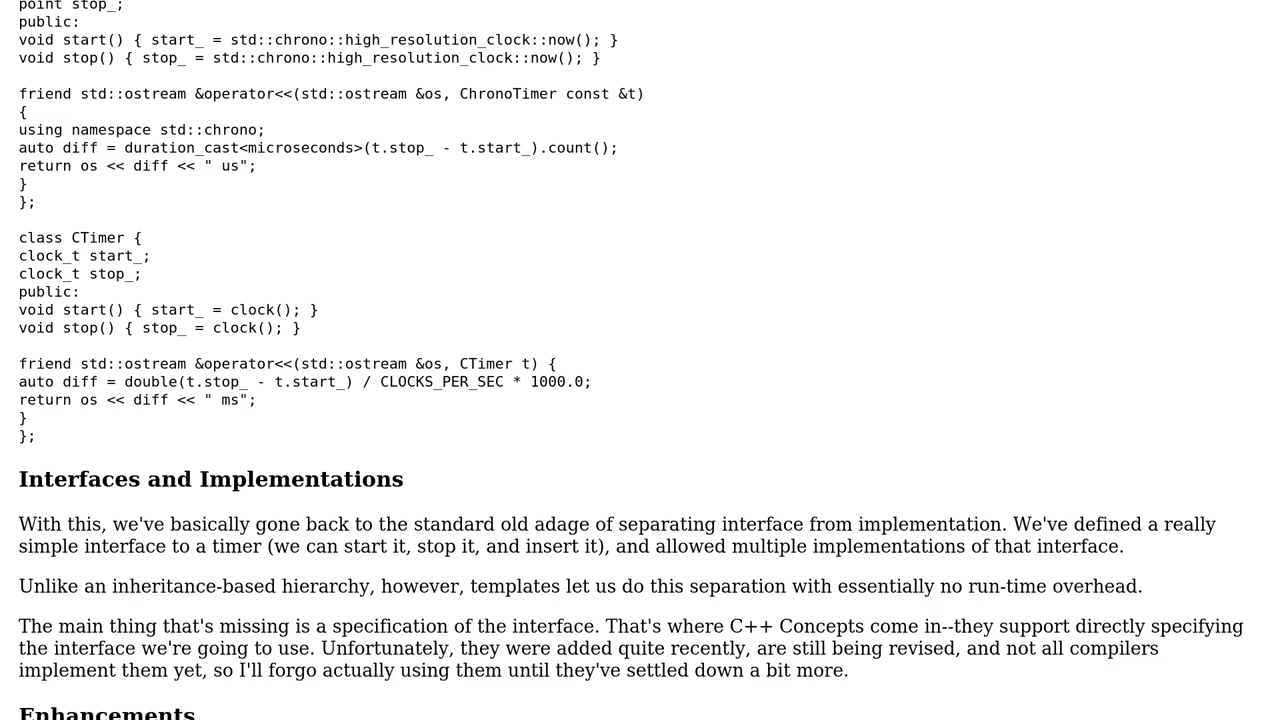 point stop_;
public:
void start() { start_ = std::chrono::high_resolution_clock::now(); }
void stop() { stop_ = std::chrono::high_resolution_clock::now(); }
friend std::ostream &operator<<(std::ostream &os, ChronoTimer const &t)
{
using namespace std::chrono;
auto diff = duration_cast<microseconds>(t.stop_ - t.start_).count();
return os << diff << " us";
}
};
class CTimer {
clock_t start_;
clock_t stop_;
public:
void start() { start_ = clock(); }
void stop() { stop_ = clock(); }
friend std::ostream &operator<<(std::ostream &os, CTimer t) {
auto diff = double(t.stop_ - t.start_) / CLOCKS_PER_SEC * 1000.0;
return os << diff << " ms";
}
};
Interfaces and Implementations
With this, we've basically gone back to the standard old adage of separating interface from implementation. We've defined a really
simple interface to a timer (we can start it, stop it, and insert it), and allowed multiple implementations of that interface.
Unlike an inheritance-based hierarchy, however, templates let us do this separation with essentially no run-time overhead.
The main thing that's missing is a specification of the interface. That's where C++ Concepts come in--they support directly specifying
the interface we're going to use. Unfortunately, they were added quite recently, are still being revised, and not all compilers
implement them yet, so I'll forgo actually using them until they've settled down a bit more.
Enhancements